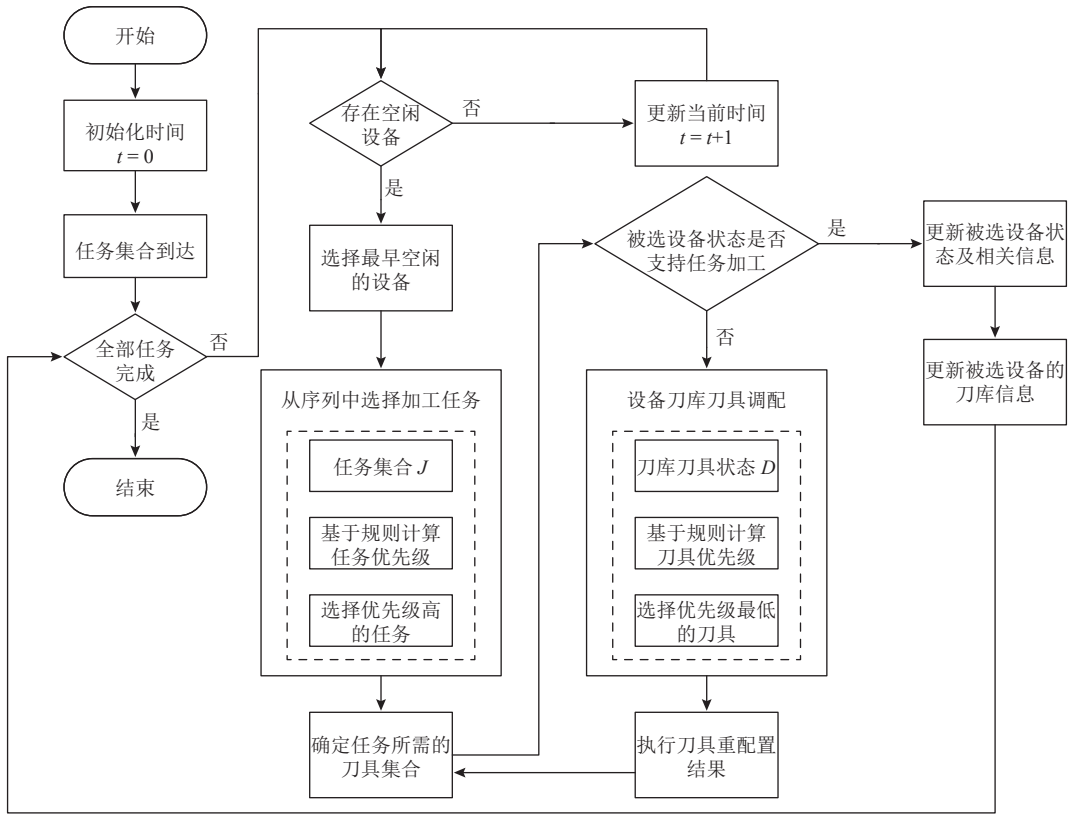 开始
初始化时间
t = 0
任务集合到达
全部任务
完成
否
是
结束
存在空闲
设备
否
是
选择最早空闲
的设备
从序列中选择加工任务
任务集合 J
基于规则计算
任务优先级
选择优先级高
的任务
确定任务所需的
刀具集合
更新当前时间
t = t+1
被选设备状态是否
支持任务加工
是
否
设备刀库刀具调配
刀库刀具状态 D
基于规则计算
刀具优先级
选择优先级最低
的刀具
执行刀具重配置
结果
更新被选设备状
态及相关信息
更新被选设备的
刀库信息